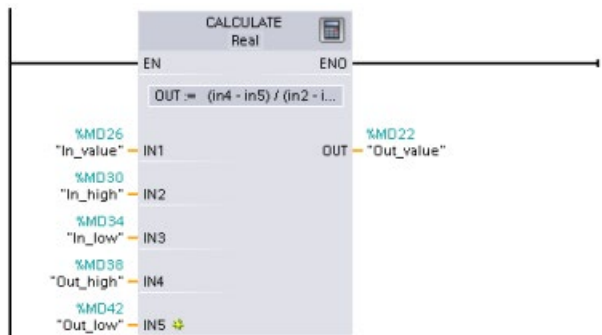 CALCULATE
Real
EN ENO
OUT := (in4 - in5) / (in2 - i...
%MD26
"In_value" IN1
%MD22
OUT "Out_value"
%MD30
"In_high" IN2
%MD34
"In_low" IN3
%MD38
"Out_high" IN4
%MD42
"Out_low" IN5